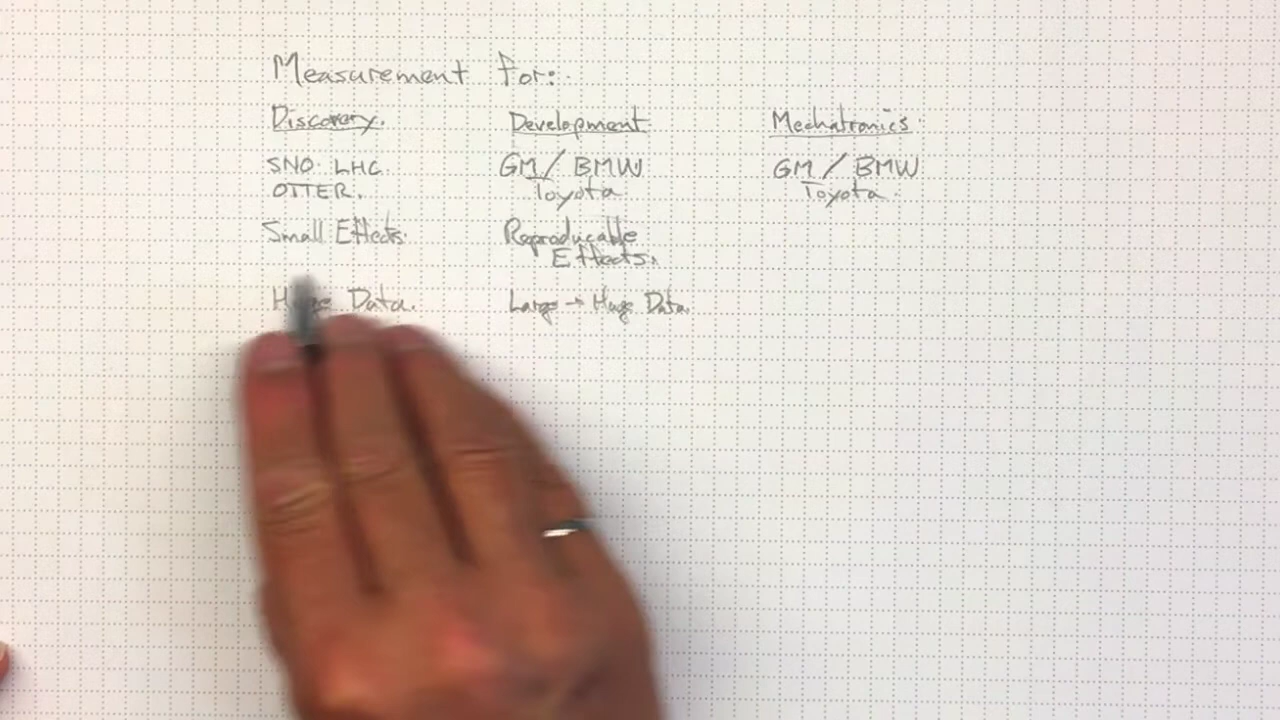 Measurement for:
Discovery. Development Mechatronics
SNO LHC. GM / BMW GM / BMW
OTTER. Toyota Toyota.
Small Effects. Reproducable
Effects.
Huge Data. Large → Huge Data.